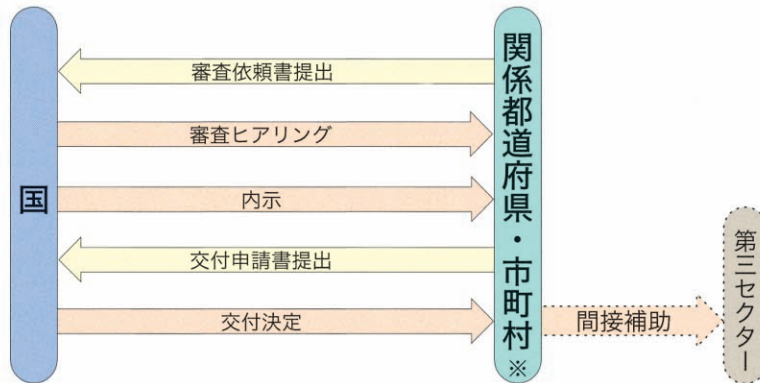 国
審査依頼書提出
審査ヒアリング
内示
交付申請書提出
交付決定
関係都道府県・市町村※
間接補助
第三セクター